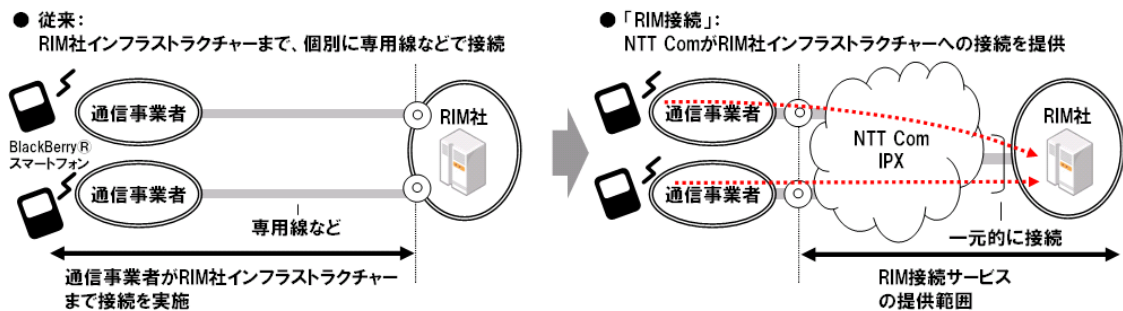 ● 従来：
RIM社インフラストラクチャーまで、個別に専用線などで接続
通信事業者
RIM社
BlackBerry®
スマートフォン
通信事業者
専用線など
通信事業者がRIM社インフラストラクチャー
まで接続を実施
● 「RIM接続」：
NTT ComがRIM社インフラストラクチャーへの接続を提供
通信事業者
RIM社
NTT Com
IPX
通信事業者
一元的に接続
RIM接続サービス
の提供範囲